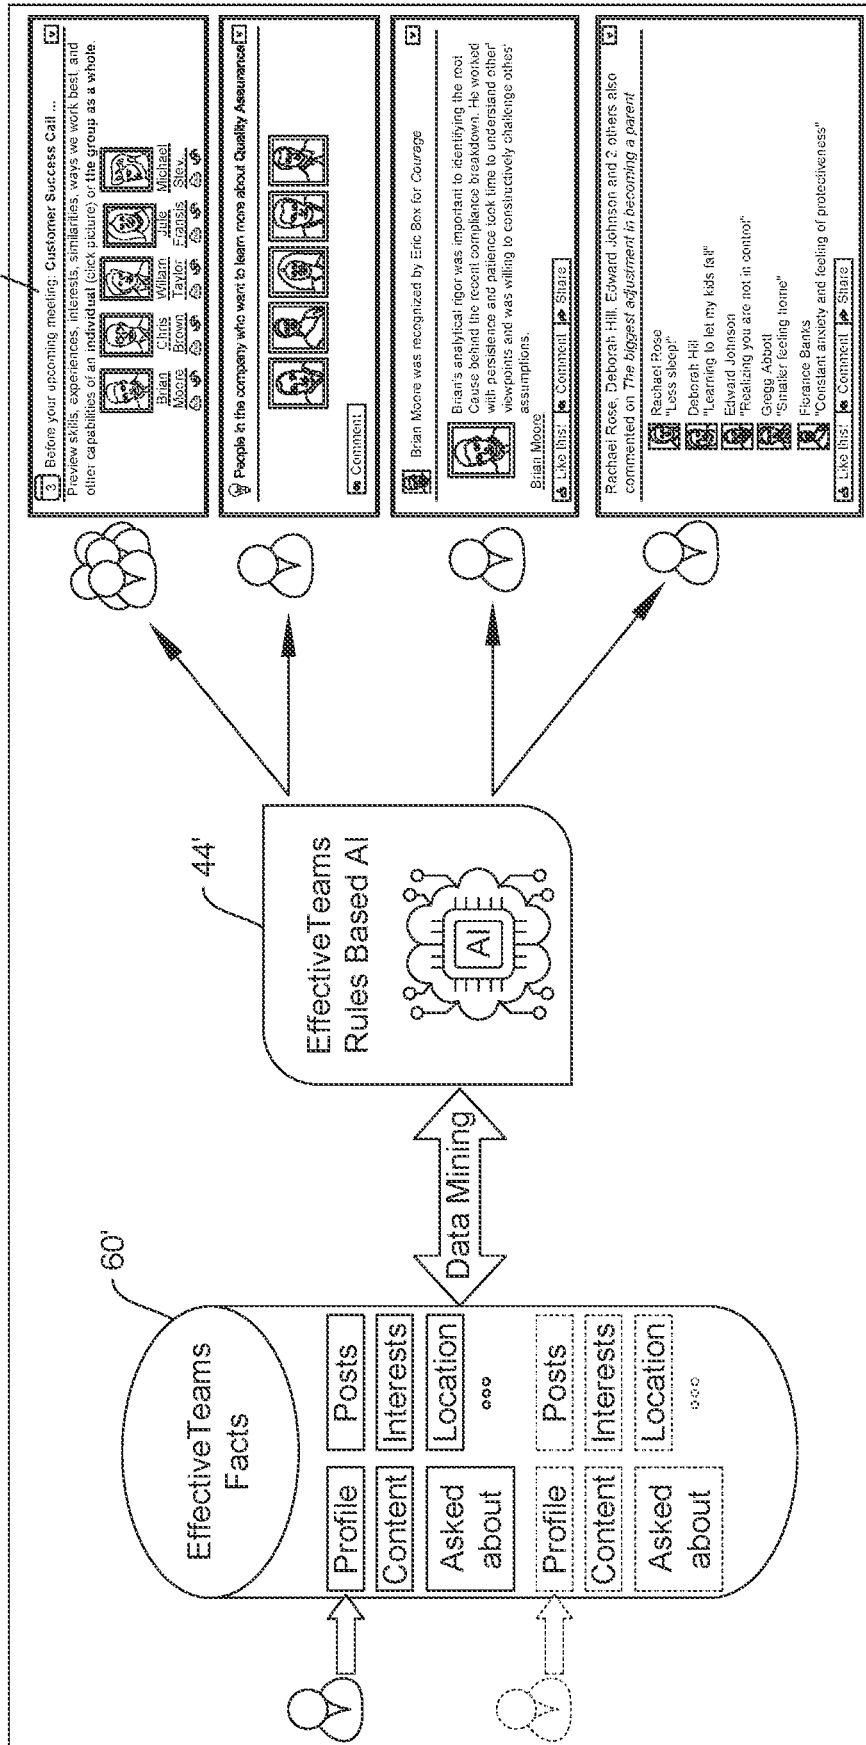 EffectiveTeams
Facts
60'
Profile
Posts
Content
Interests
Asked
about
Location
Profile
Posts
Content
Interests
Asked
about
Location
Data Mining
44'
EffectiveTeams
Rules Based AI
AI
3 Before your upcoming meeting: Customer Success Call ...
Preview skills, experiences, interests, similarities, ways we work best, and
other capabilities of an individual (click picture) or the group as a whole.
Brian
Moore
Chris
Brown
Taylor
Fransis
Michael
People in the company who want to learn more about Quality Assurance
Comment
Brian Moore was recognized by Eric Box for Courage
Brian's analytical rigor was important to identifying the root
Cause behind the recent compliance breakdown. He worked
with persistence and patience took time to understand other'
viewpoints and was willing to constructively challenge
assumptions.
Brian Moore
Like this! Comment Share
Rachael Rose, Deborah Hill, Edward Johnson and 2 others also
commented on The biggest adjustment in becoming a parent
Rachael Rose
"Less sleep!"
Deborah Hill
"Learning to let my kids fail"
Edward Johnson
"Realizing you are not in control"
Gregg Abbott
"Smaller feeling home"
Banks
"Constant anxiety and feeling of protectiveness"
Like this! Comment Share